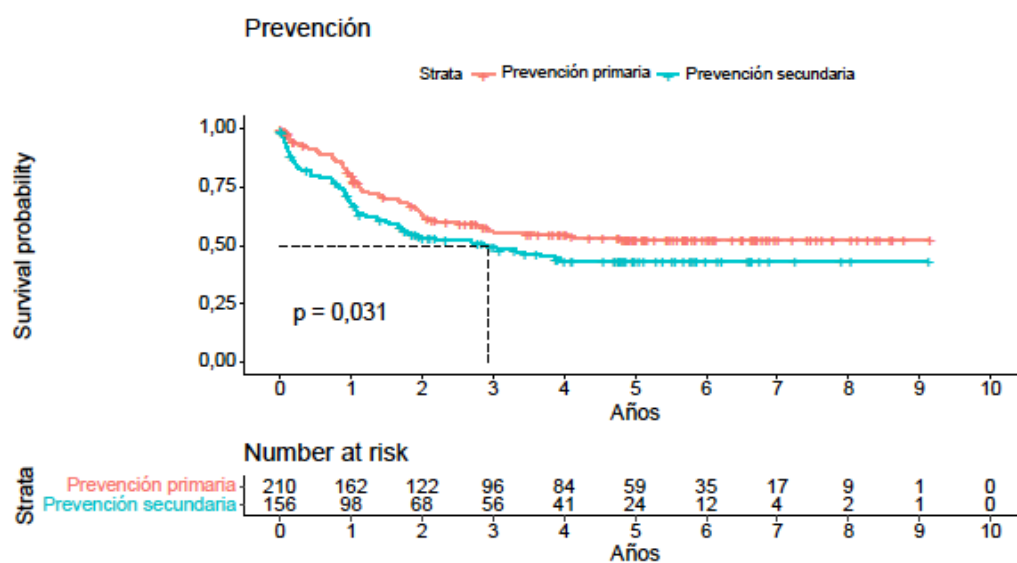 Prevención
Strata Prevención primaria Prevención secundaria
Survival probability
1,00
0,75
0,50
0,25
0,00
p = 0,031
0 1 2 3 4 5 6 7 8 9 10
Años
Number at risk
Strata
Prevención primaria 210 162 122 96 84 59 35 17 9 1 0
Prevención secundaria 156 98 68 56 41 24 12 4 2 1 0
0 1 2 3 4 5 6 7 8 9 10
Años